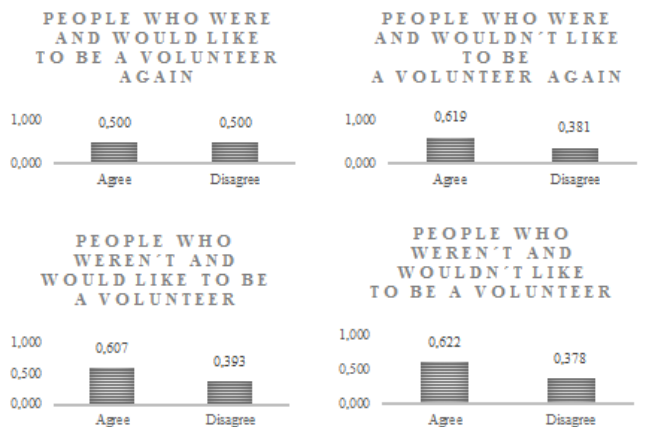 PEOPLE WHO WERE
AND WOULD LIKE
TO BE A VOLUNTEER
AGAIN
1,000
0,500
0,500
0,000
Agree
Disagree
PEOPLE WHO WERE
AND WOULDN´T LIKE
TO BE
A VOLUNTEER AGAIN
1,000
0,619
0,381
0,000
Agree
Disagree
PEOPLE WHO
WEREN´T AND
WOULD LIKE TO BE
A VOLUNTEER
1,000
0,607
0,393
0,500
0,000
Agree
Disagree
PEOPLE WHO
WEREN´T AND
WOULDN´T LIKE
TO BE A VOLUNTEER
1,000
0,622
0,378
0,500
0,000
Agree
Disagree